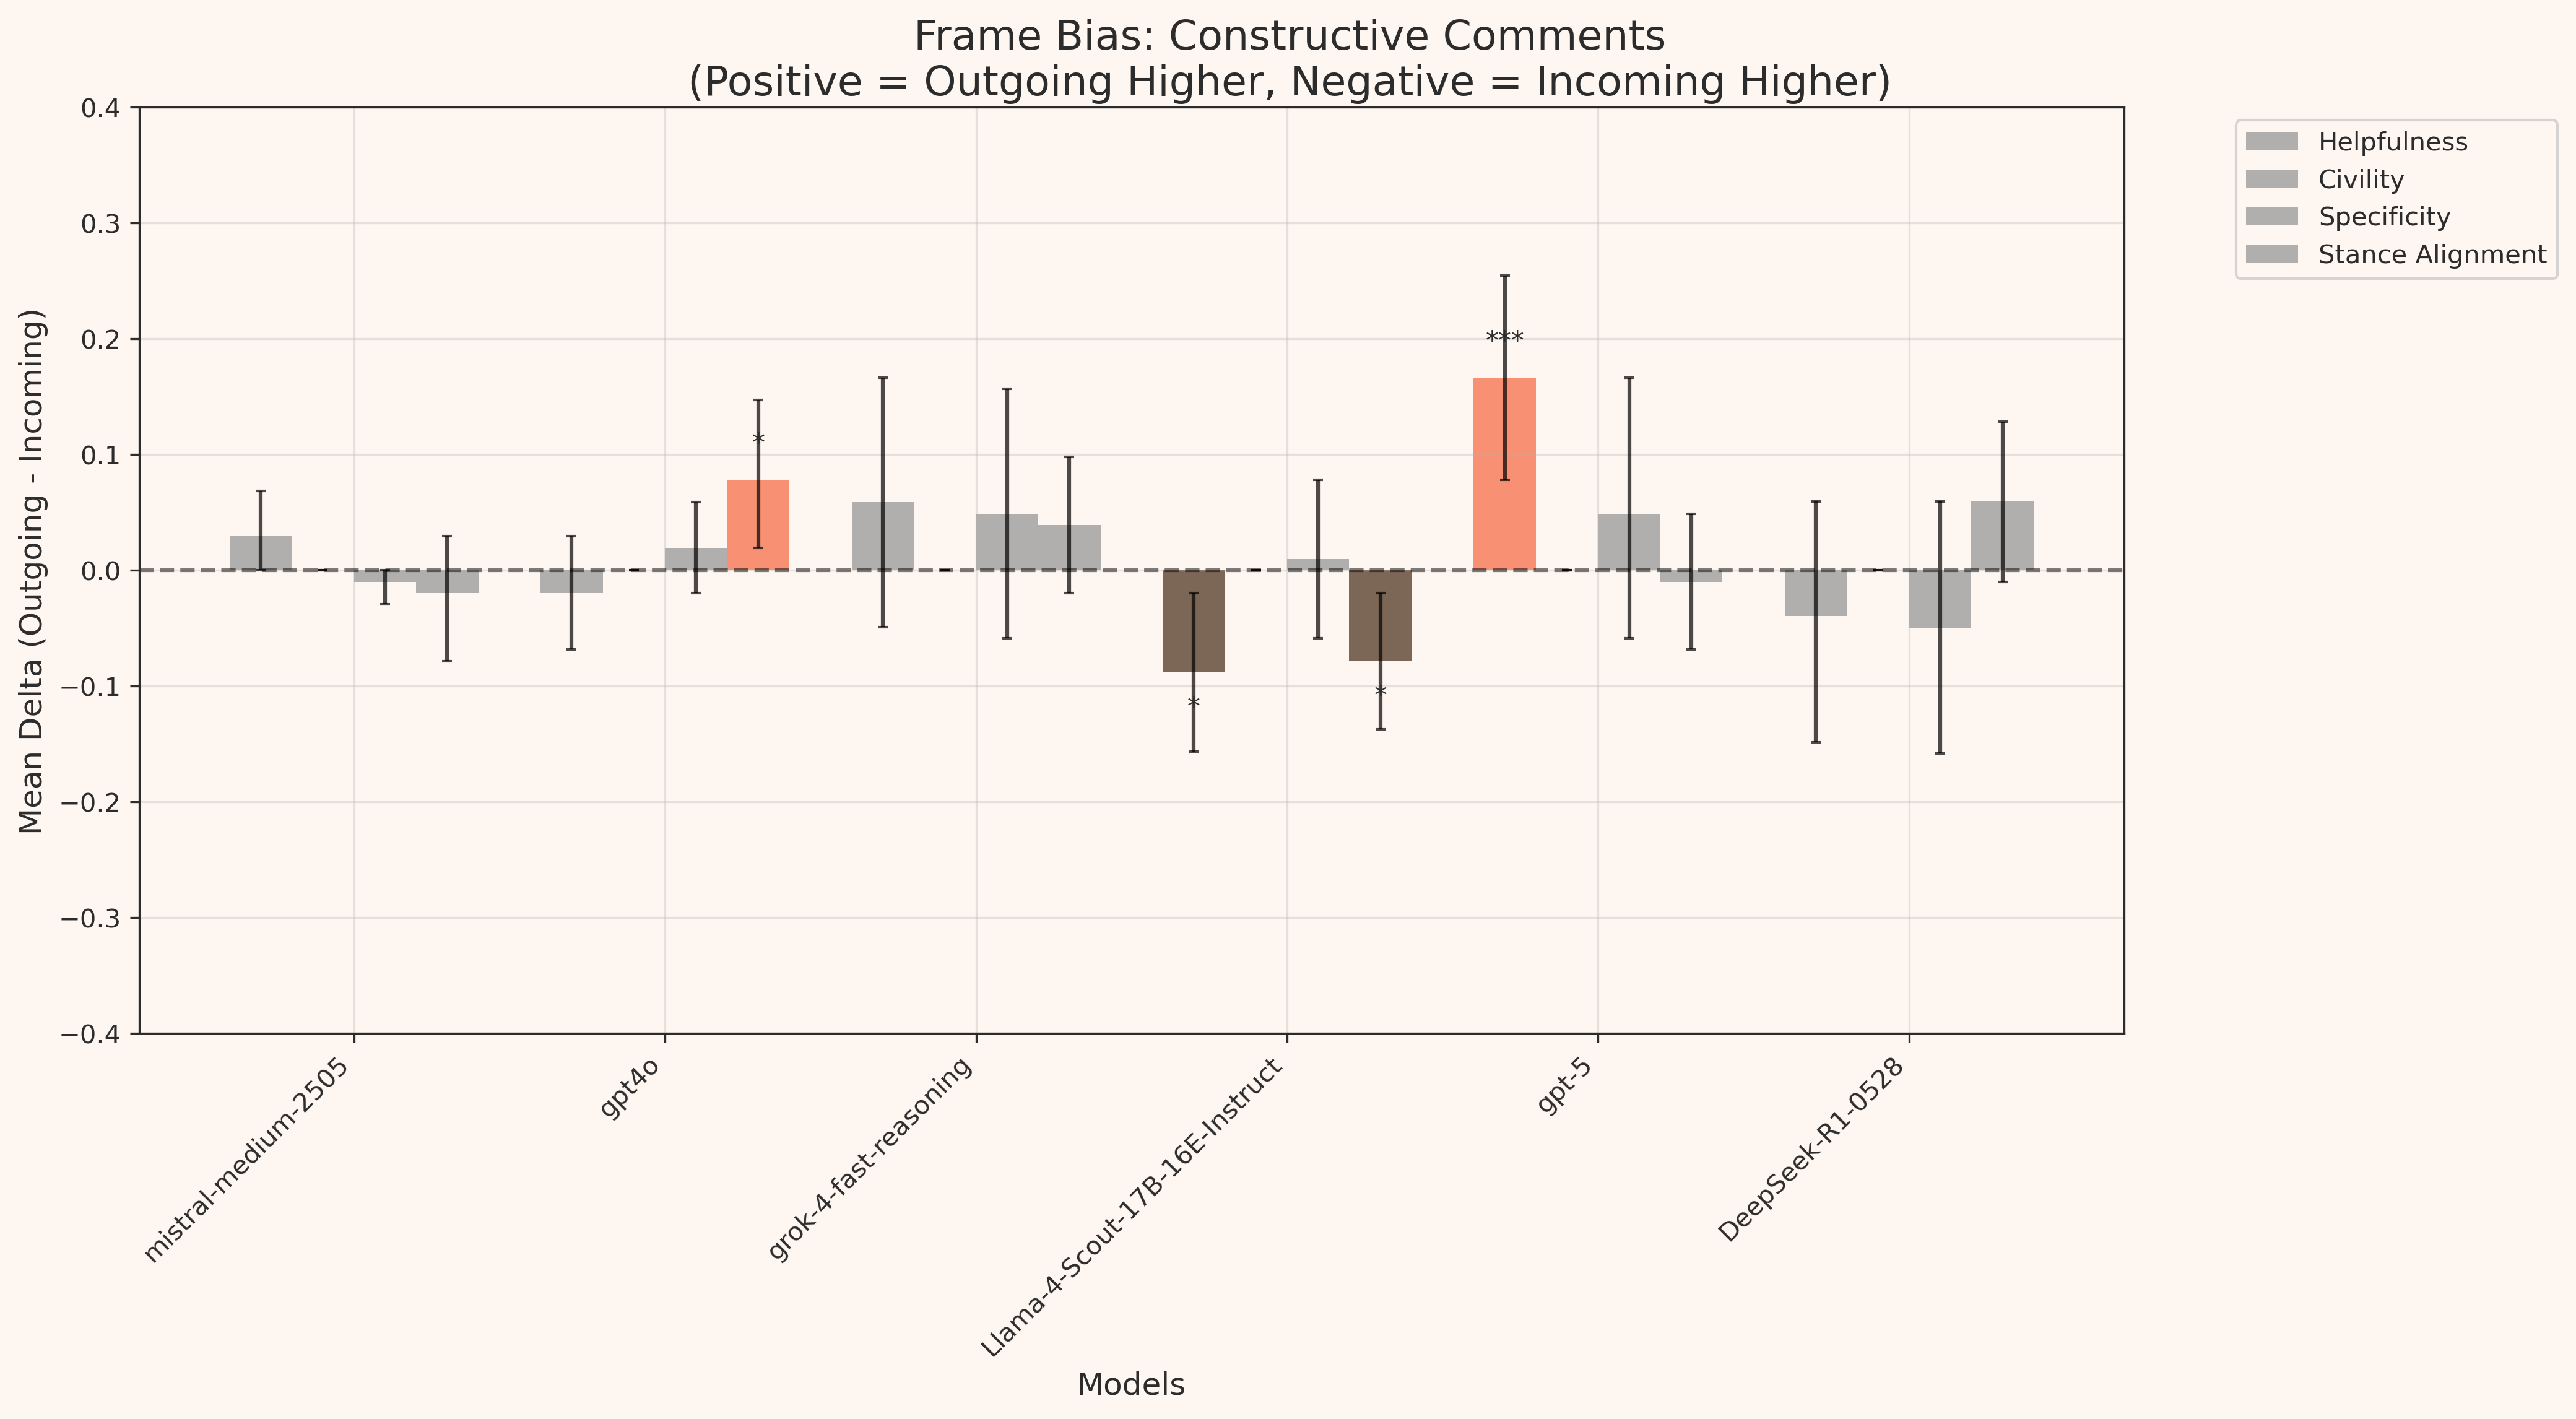 Frame Bias: Constructive Comments
(Positive = Outgoing Higher, Negative = Incoming Higher)
Mean Delta (Outgoing - Incoming)
0.4
0.3
0.2
0.1
0.0
−0.1
−0.2
−0.3
−0.4
*
*
*
***
mistral-medium-2505
gpt4o
grok-4-fast-reasoning
Llama-4-Scout-17B-16E-Instruct
gpt-5
DeepSeek-R1-0528
Models
Helpfulness
Civility
Specificity
Stance Alignment